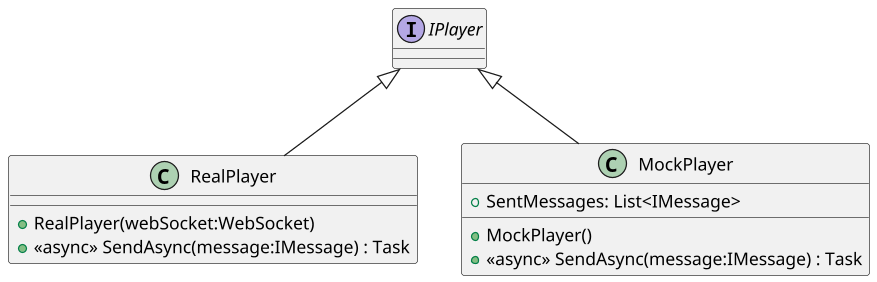 I IPlayer
C RealPlayer
RealPlayer(webSocket:WebSocket)
«async» SendAsync(message:IMessage) : Task
C MockPlayer
SentMessages: List<IMessage>
MockPlayer()
«async» SendAsync(message:IMessage) : Task